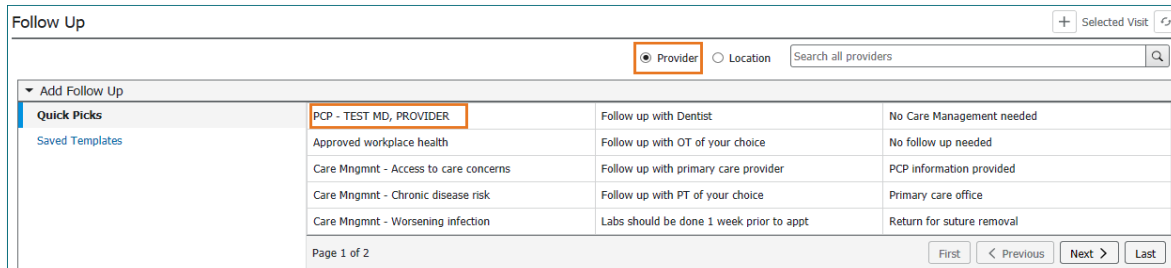 Follow Up
+ Selected Visit
Provider Location Search all providers
Add Follow Up
Quick Picks
Saved Templates
PCP - TEST MD, PROVIDER Follow up with Dentist No Care Management needed
Approved workplace health Follow up with OT of your choice No follow up needed
Care Mngmnt - Access to care concerns Follow up with primary care provider PCP information provided
Care Mngmnt - Chronic disease risk Follow up with PT of your choice Primary care office
Care Mngmnt - Worsening infection Labs should be done 1 week prior to appt Return for suture removal
Page 1 of 2 First < Previous Next > Last